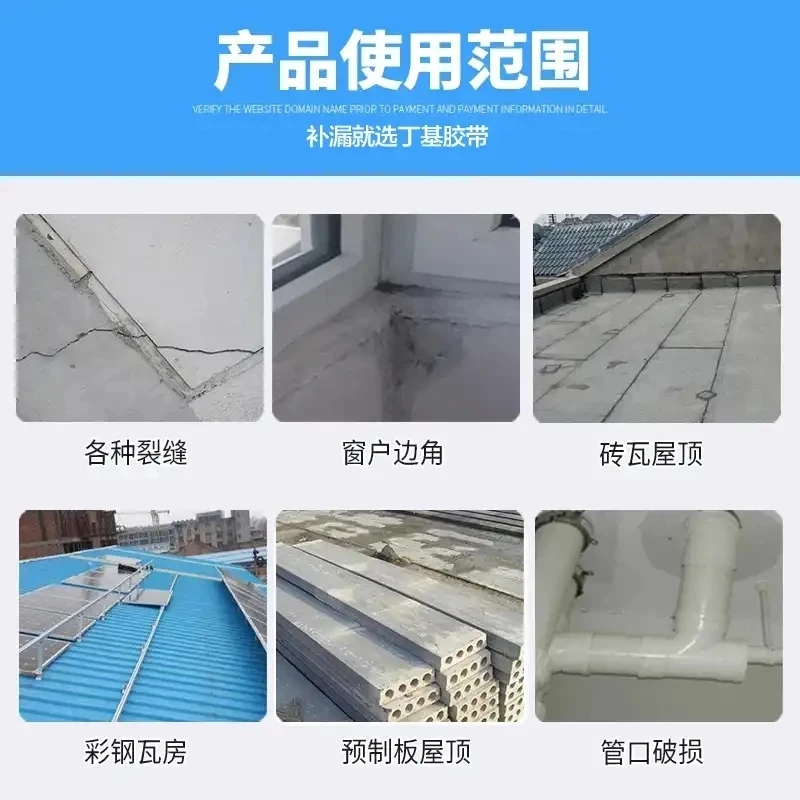 产品使用范围
VERIFY THE WEBSITE DOMAIN NAME PRIOR TO PAYMENT AND PAYMENT INFORMATION IN DETAIL.
补漏就选丁基胶带
各种裂缝
窗户边角
砖瓦屋顶
彩钢瓦房
预制板屋顶
管口破损